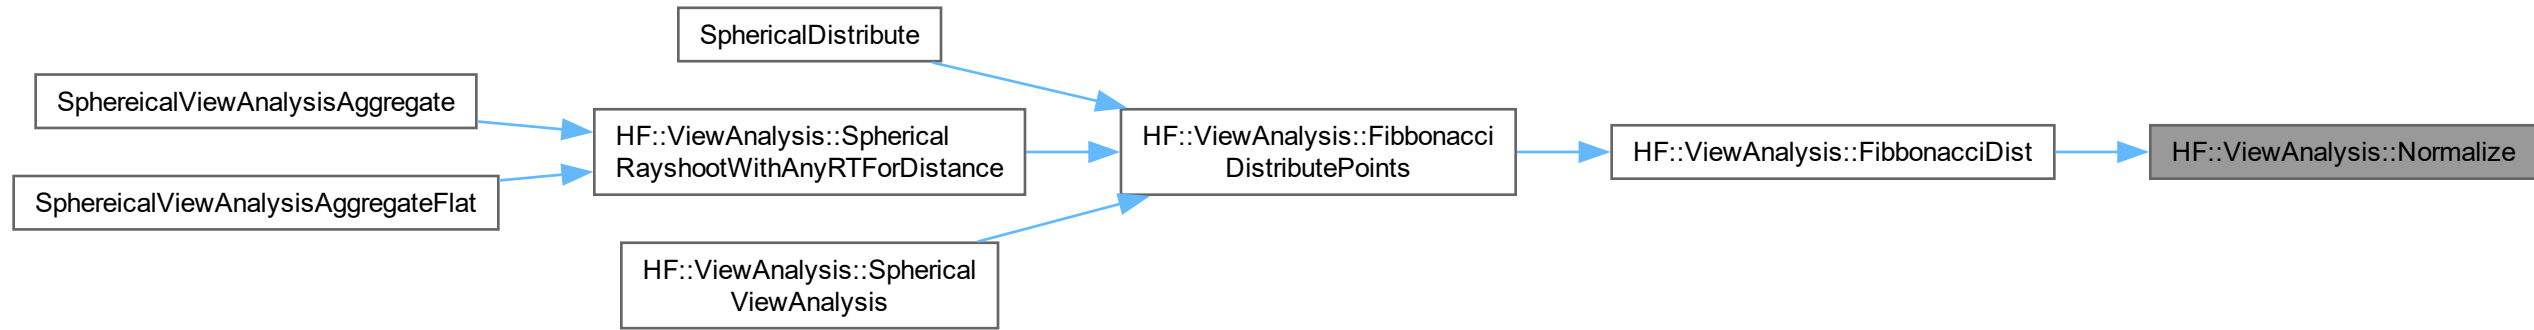 SphericalDistribute
SphereicalViewAnalysisAggregate
HF::ViewAnalysis::Spherical
RayshootWithAnyRTForDistance
HF::ViewAnalysis::Fibbonacci
DistributePoints
HF::ViewAnalysis::FibbonacciDist
HF::ViewAnalysis::Normalize
SphereicalViewAnalysisAggregateFlat
HF::ViewAnalysis::Spherical
ViewAnalysis